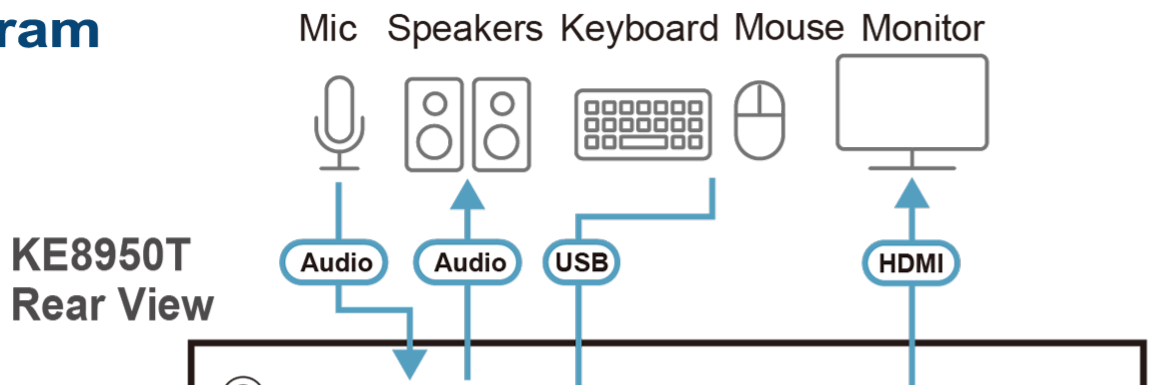 ram
Mic Speakers Keyboard Mouse Monitor
KE8950T
Rear View
Audio Audio USB HDMI